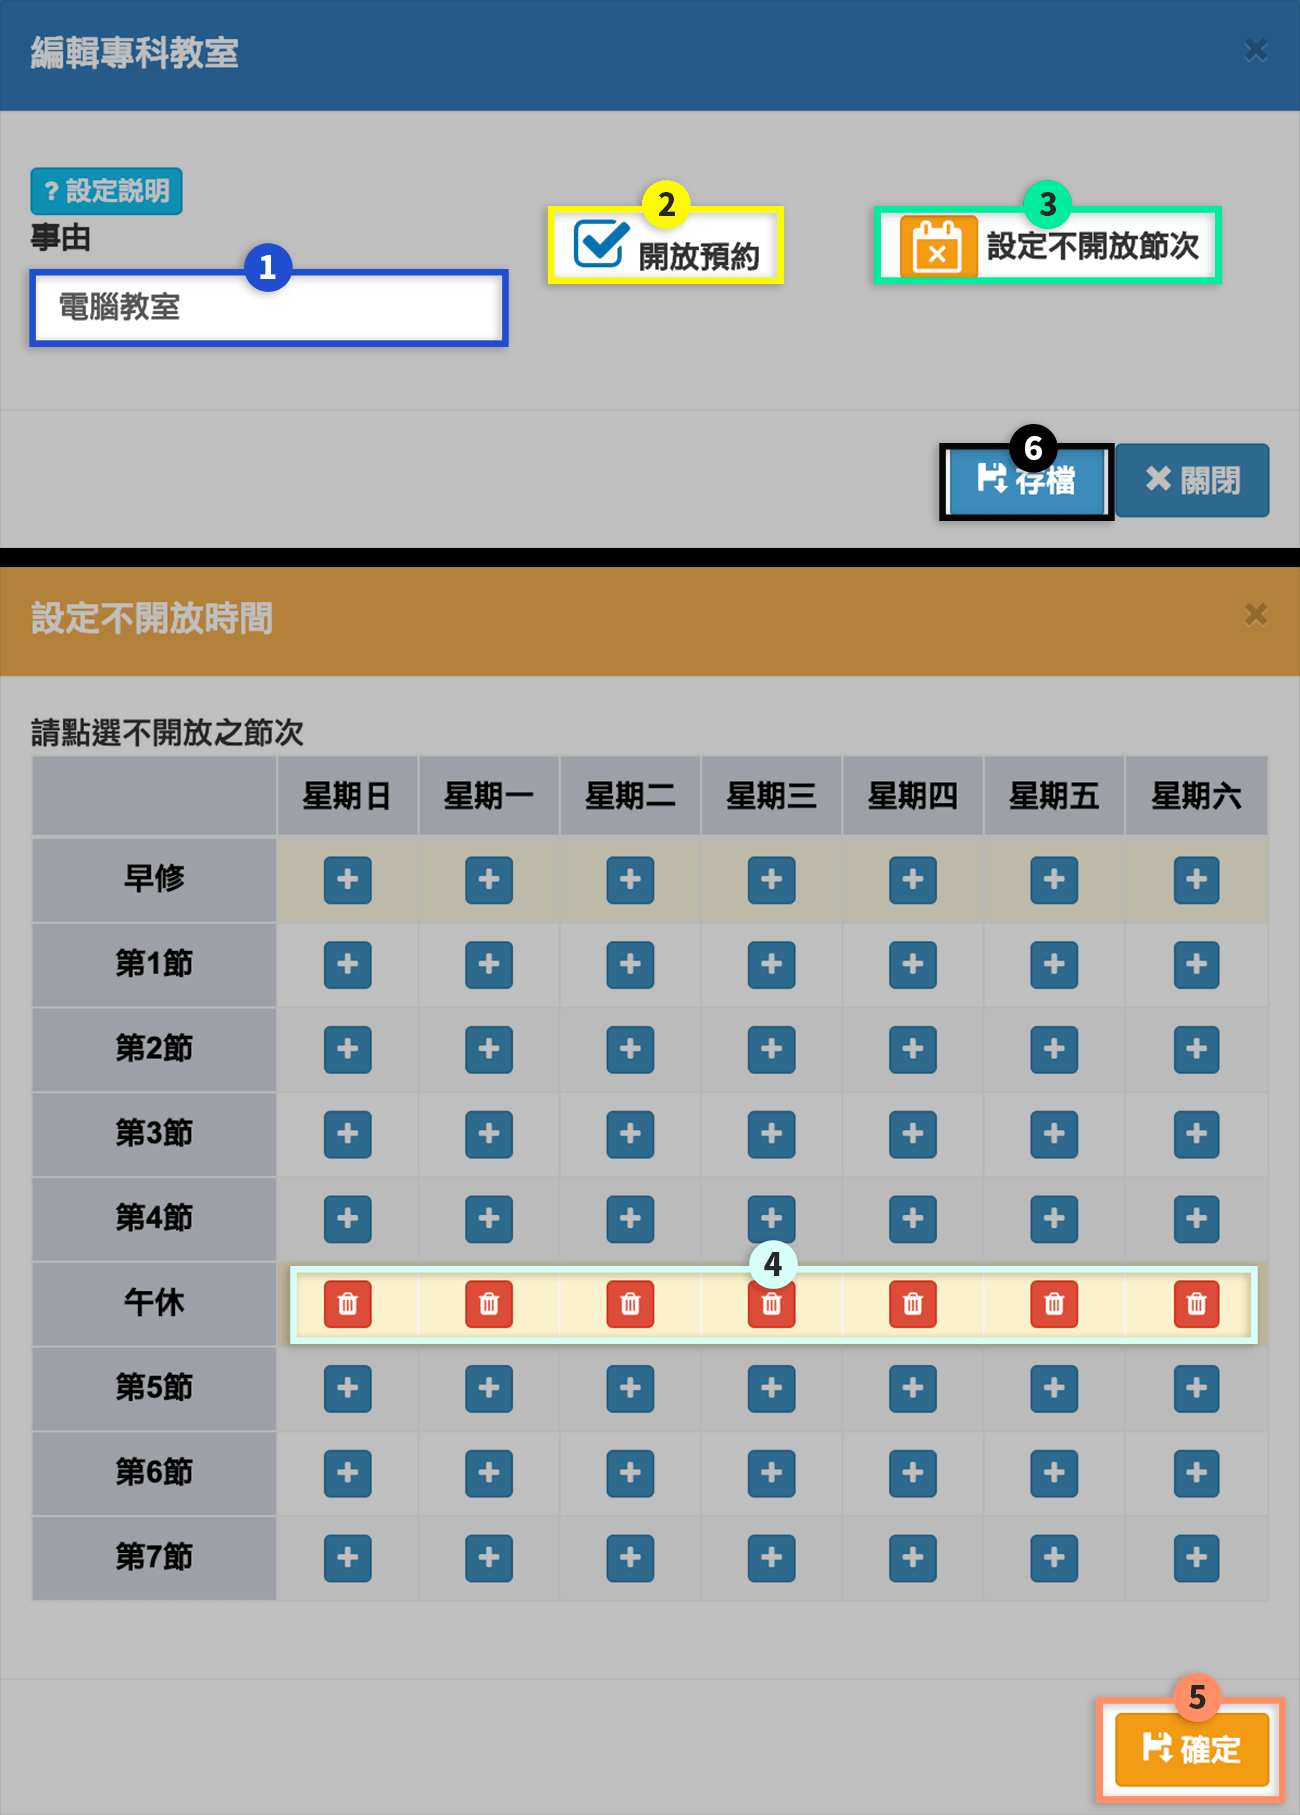 編輯專科教室
? 設定說明
事由
1
電腦教室
2
開放預約
3
設定不開放節次
6
存檔
關閉
設定不開放時間
請點選不開放之節次
星期日 星期一 星期二 星期三 星期四 星期五 星期六
早修
第1節
第2節
第3節
第4節
4
午休
第5節
第6節
第7節
5
確定